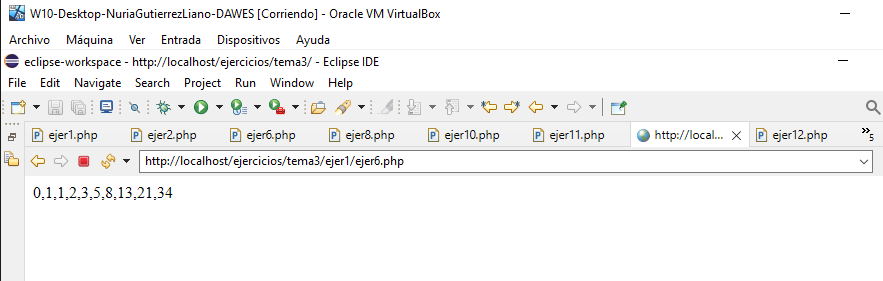 W10-Desktop-NuriaGutierrezLiano-DAWES [Corriendo] - Oracle VM VirtualBox
Archivo Máquina Ver Entrada Dispositivos Ayuda
eclipse-workspace - http://localhost/ejercicios/tema3/ - Eclipse IDE
File Edit Navigate Search Project Run Window Help
ejer1.php ejer2.php ejer6.php ejer8.php ejer10.php ejer11.php http://local... ejer12.php »5
http://localhost/ejercicios/tema3/ejer1/ejer6.php
0,1,1,2,3,5,8,13,21,34